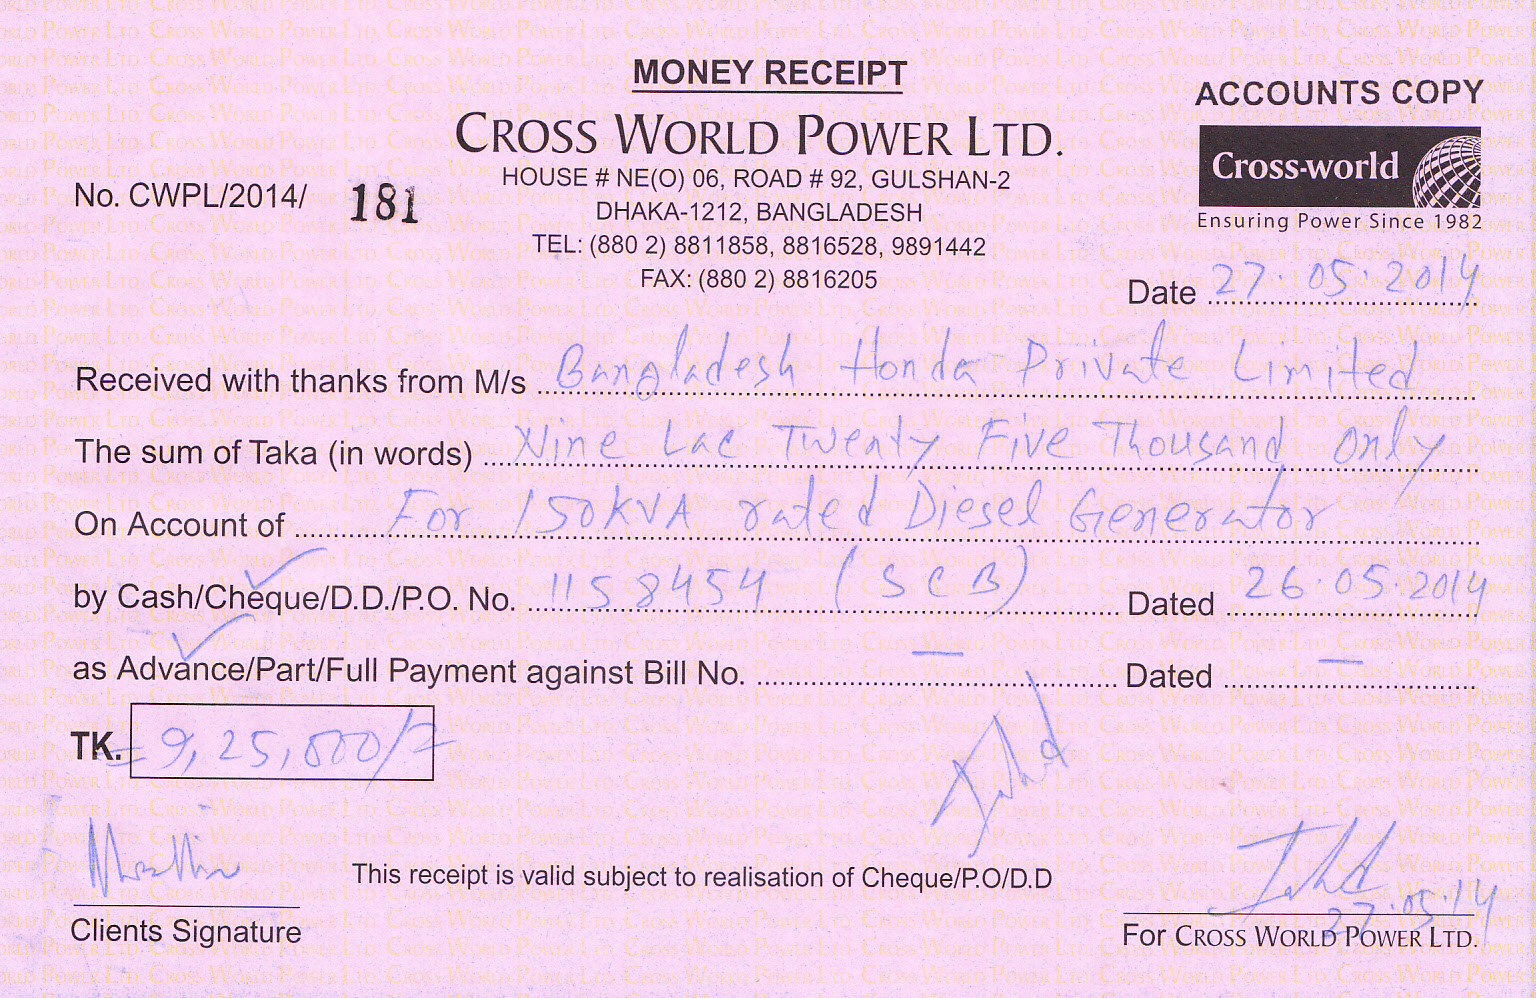 MONEY RECEIPT
ACCOUNTS COPY
CROSS WORLD POWER LTD.
Cross-world
Ensuring Power Since 1982
HOUSE # NE(O) 06, ROAD # 92, GULSHAN-2
No. CWPL/2014/ 181
DHAKA-1212, BANGLADESH
TEL: (880 2) 8811858, 8816528, 9891442
FAX: (880 2) 8816205
Date 27.05.2014
Received with thanks from M/s Bangladesh Honda Private Limited
The sum of Taka (in words) Nine Lac Twenty Five Thousand Only
On Account of For 150KVA rated Diesel Generator
by Cash/Cheque/D.D./P.O. No. 1158454 (SCB) Dated 26.05.2014
as Advance/Part/Full Payment against Bill No. — Dated —
TK. = 9,25,000/=
This receipt is valid subject to realisation of Cheque/P.O/D.D
27.05.14
Clients Signature
For CROSS WORLD POWER LTD.